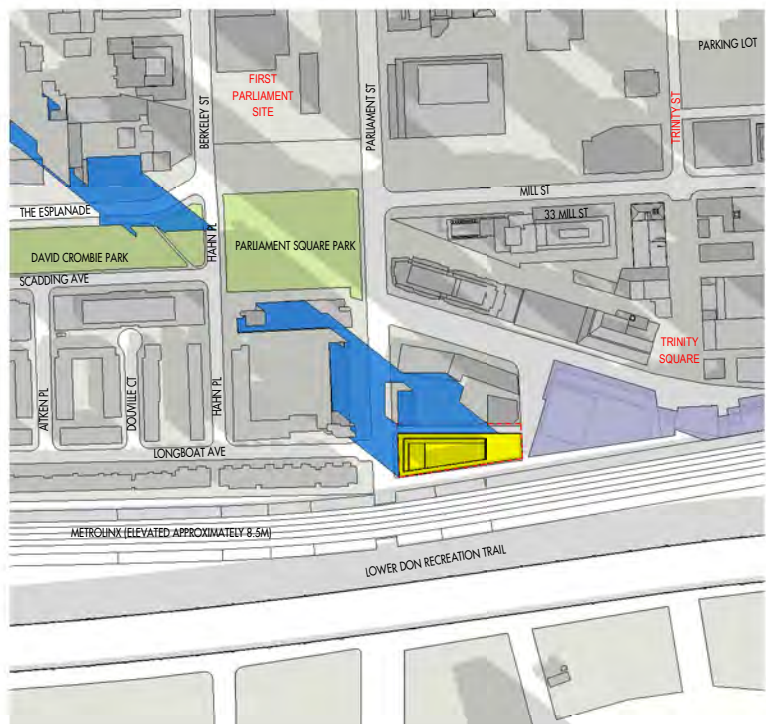 PARKING LOT
FIRST
PARLIAMENT
SITE
BERKELEY ST
PARLIAMENT ST
TRINITY ST
MILL ST
THE ESPLANADE
33 MILL ST
HAHN PL
PARLIAMENT SQUARE PARK
DAVID CROMBIE PARK
SCADDING AVE
TRINITY
SQUARE
AITKEN PL
DOUVILLE CT
HAHN PL
LONGBOAT AVE
METROLINX (ELEVATED APPROXIMATELY 8.5M)
LOWER DON RECREATION TRAIL